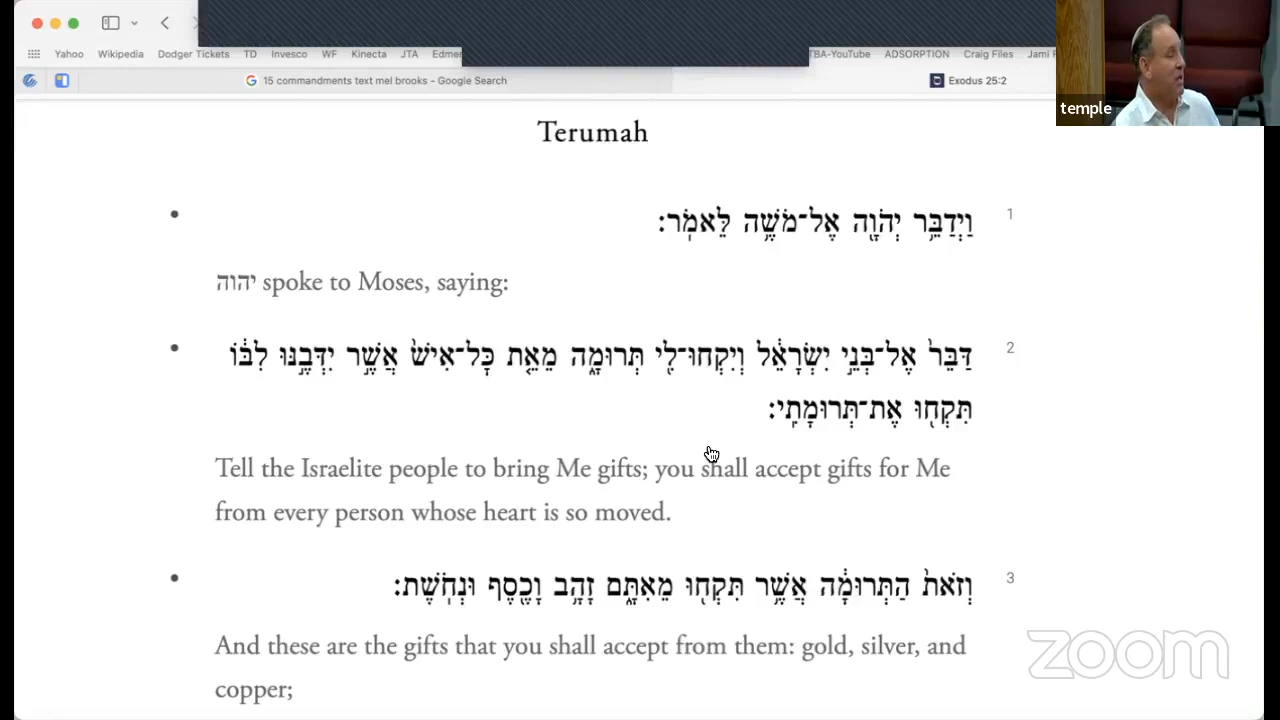 Yahoo Wikipedia Dodger Tickets TD Invesco WF Kinecta JTA TBA-YouTube ADSORPTION Craig Files
15 commandments text mel brooks - Google Search Exodus 25:2
temple
Terumah
וַיְדַבֵּ֥ר יְהֹוָ֖ה אֶל־מֹשֶׁ֥ה לֵּאמֹֽר׃ 1
יהוה spoke to Moses, saying:
דַּבֵּר֙ אֶל־בְּנֵ֣י יִשְׂרָאֵ֔ל וְיִקְחוּ־לִ֖י תְּרוּמָ֑ה מֵאֵ֤ת כׇּל־אִישׁ֙ אֲשֶׁ֣ר יִדְּבֶ֣נּוּ לִבּ֔וֹ 2
תִּקְח֖וּ אֶת־תְּרוּמָתִֽי׃
Tell the Israelite people to bring Me gifts; you shall accept gifts for Me
from every person whose heart is so moved.
וְזֹאת֙ הַתְּרוּמָ֔ה אֲשֶׁ֥ר תִּקְח֖וּ מֵאִתָּ֑ם זָהָ֥ב וָכֶ֖סֶף וּנְחֹֽשֶׁת׃ 3
And these are the gifts that you shall accept from them: gold, silver, and
copper;
zoom